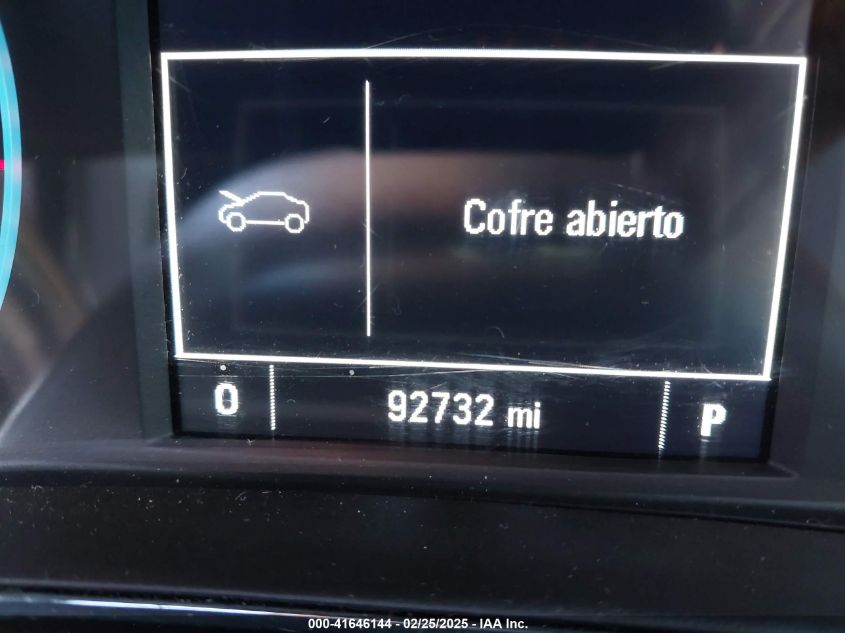 Cofre abierto
0 92732 mi P
000-41646144 - 02/25/2025 - IAA Inc.